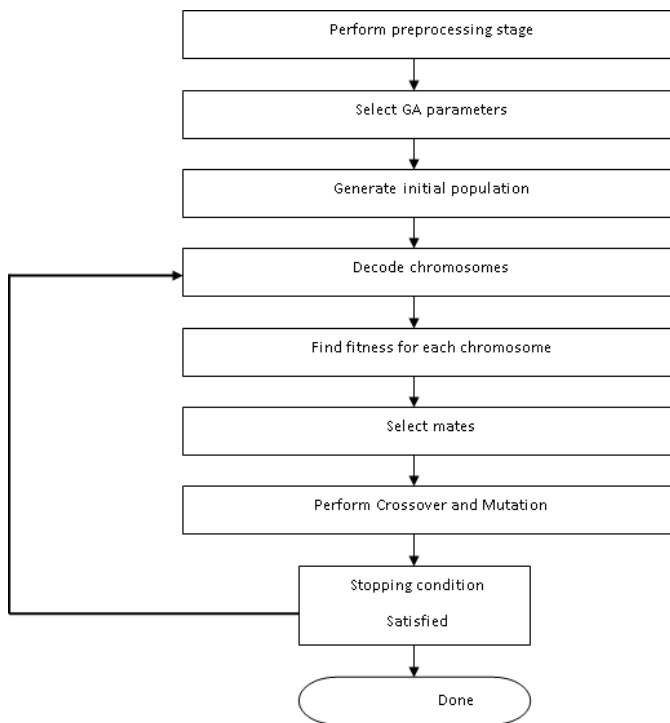 Perform preprocessing stage
Select GA parameters
Generate initial population
Decode chromosomes
Find fitness for each chromosome
Select mates
Perform Crossover and Mutation
Stopping condition
Satisfied
Done